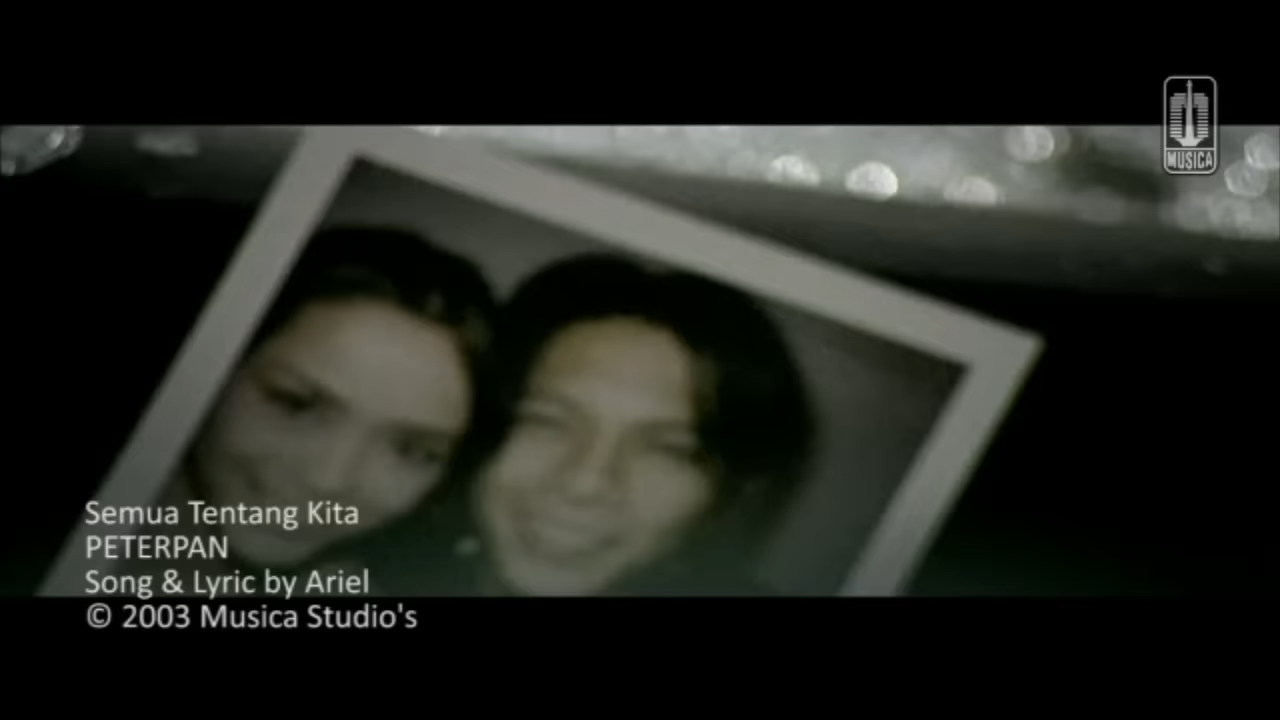 MUSICA
Semua Tentang Kita
PETERPAN
Song & Lyric by Ariel
© 2003 Musica Studio's